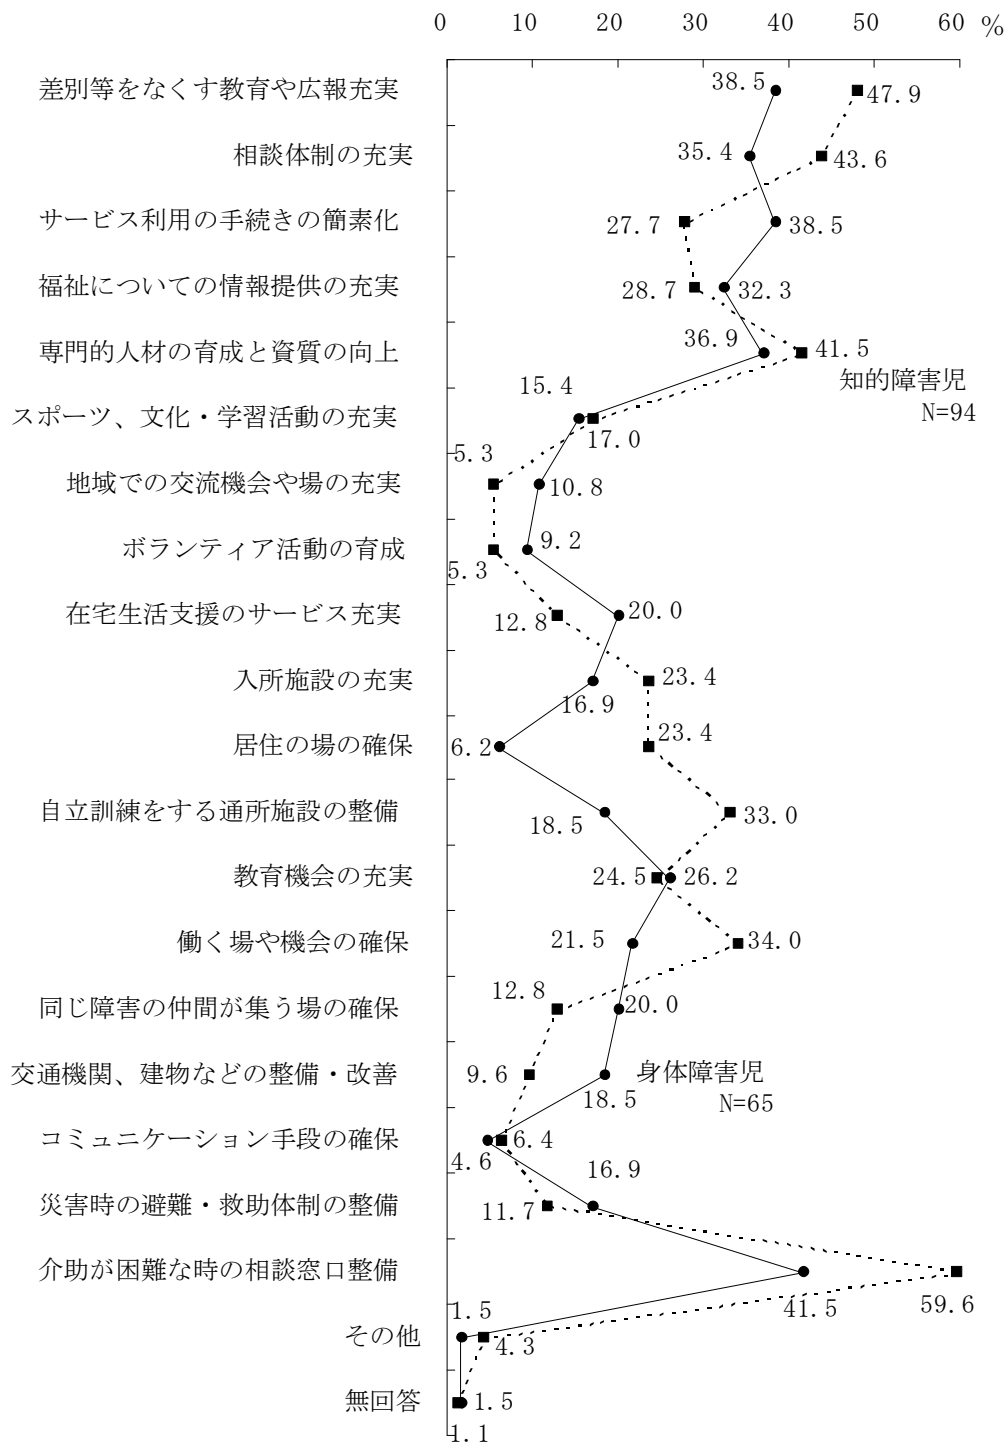 0 10 20 30 40 50 60 %
差別等をなくす教育や広報充実 38.5 47.9
相談体制の充実 35.4 43.6
サービス利用の手続きの簡素化 27.7 38.5
福祉についての情報提供の充実 28.7 32.3
専門的人材の育成と資質の向上 36.9 41.5
知的障害児
N=94
スポーツ、文化・学習活動の充実 15.4 17.0
地域での交流機会や場の充実 5.3 10.8
ボランティア活動の育成 5.3 9.2
在宅生活支援のサービス充実 12.8 20.0
入所施設の充実 16.9 23.4
居住の場の確保 6.2 23.4
自立訓練をする通所施設の整備 18.5 33.0
教育機会の充実 24.5 26.2
働く場や機会の確保 21.5 34.0
同じ障害の仲間が集う場の確保 12.8 20.0
交通機関、建物などの整備・改善 9.6 18.5
身体障害児
N=65
コミュニケーション手段の確保 4.6 6.4
災害時の避難・救助体制の整備 11.7 16.9
介助が困難な時の相談窓口整備 41.5 59.6
その他 1.5 4.3
無回答 1.5 1.1